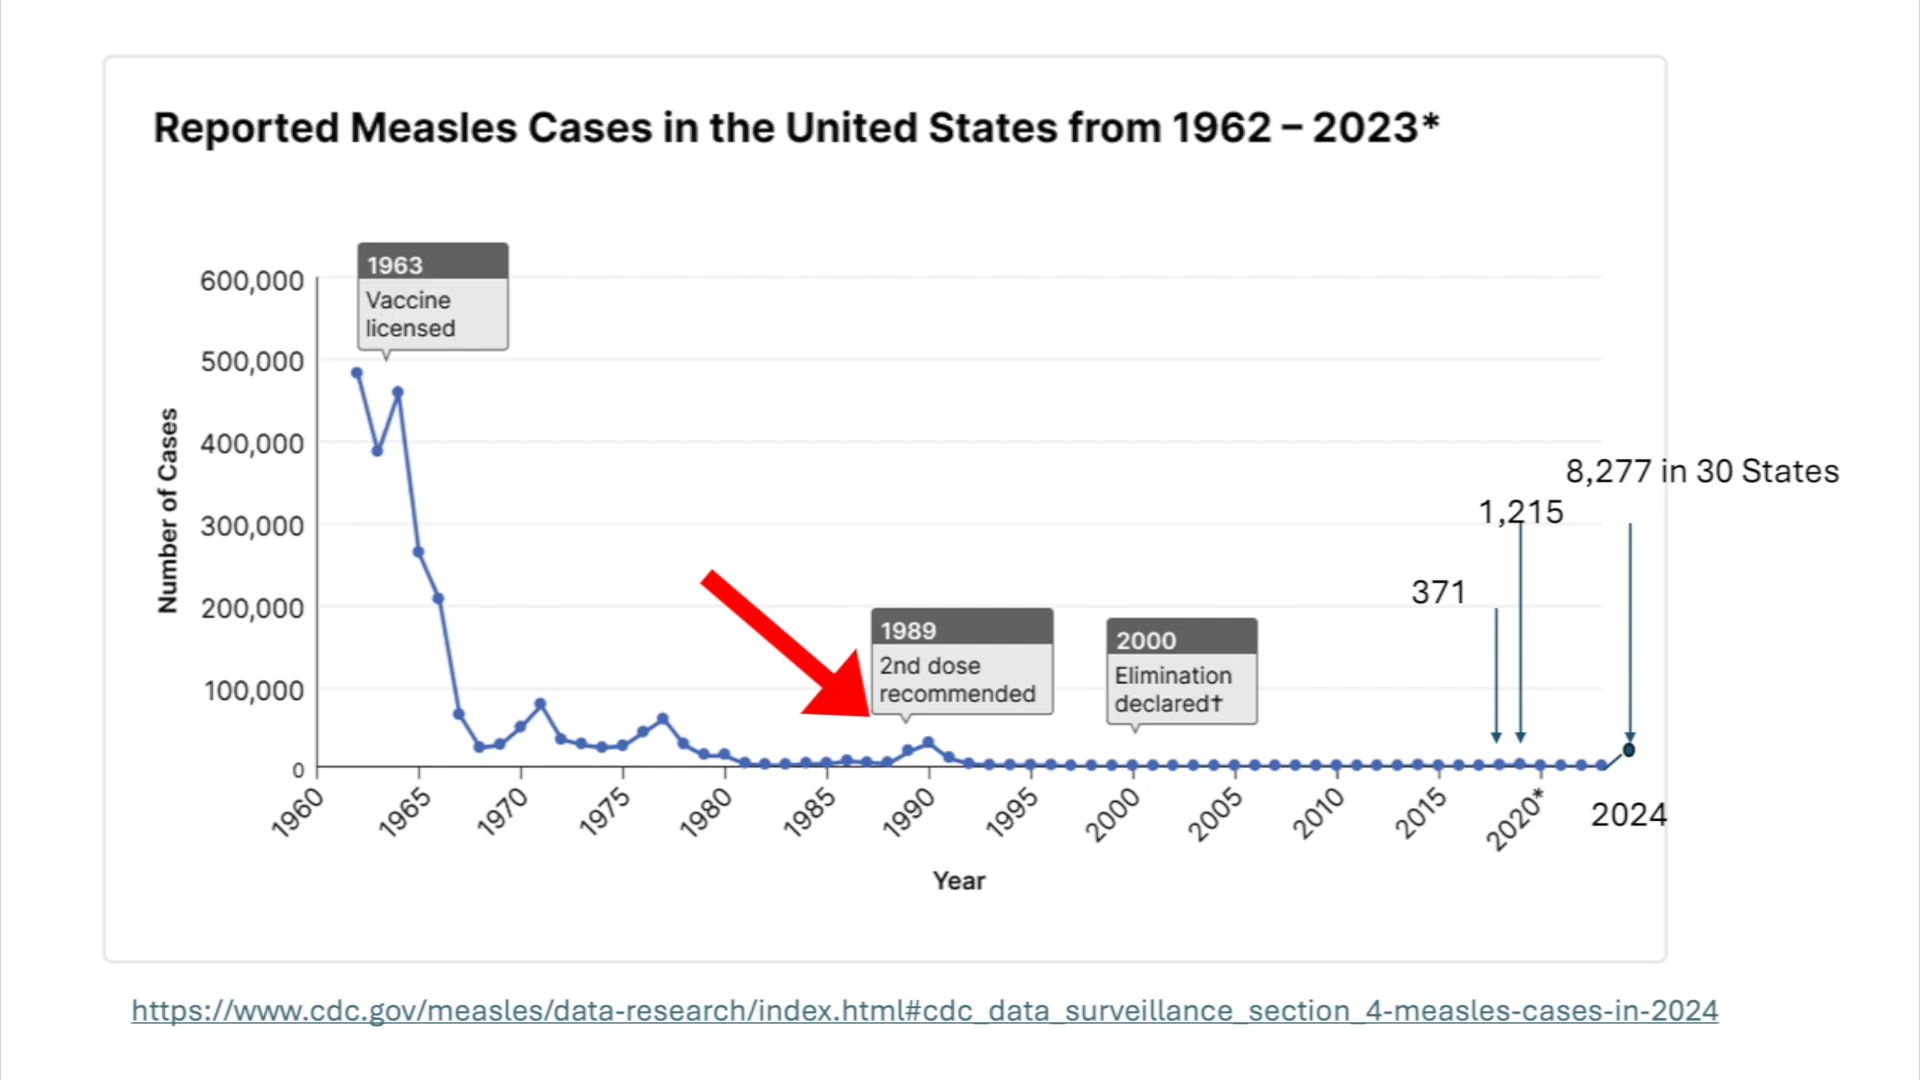 Reported Measles Cases in the United States from 1962 – 2023*
1963
Vaccine
licensed
600,000
500,000
400,000
300,000
200,000
100,000
0
Number of Cases
8,277 in 30 States
1,215
371
1989
2nd dose
recommended
2000
Elimination
declared†
1960
1965
1970
1975
1980
1985
1990
1995
2000
2005
2010
2015
2020*
2024
Year
https://www.cdc.gov/measles/data-research/index.html#cdc_data_surveillance_section_4-measles-cases-in-2024